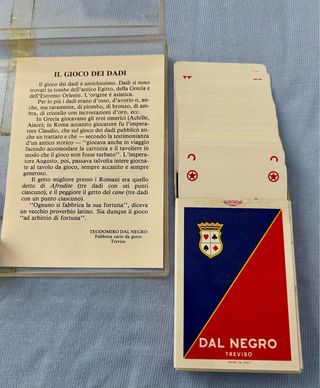 IL GIOCO DEI DADI
Il gioco dei dadi è antichissimo. Dadi si sono
trovati in tombe dell'antico Egitto, della Grecia e
dell'Estremo Oriente. L'origine è asiatica.
Per lo più i dadi erano d'osso, d'avorio o, an-
che, ma raramente, di piombo, di bronzo, di am-
bra, di cristallo con incrostazioni d'oro, ecc.
In Grecia giocavano gli eroi omerici (Achille,
Aiace); in Roma accanito giocatore fu l'impera-
tore Claudio, che sul gioco dei dadi pubblicò an-
che un trattato e che — secondo la testimonianza
d'un antico storico — "giocava anche in viaggio
facendo accomodare la carrozza e il tavoliere in
modo che il gioco non fosse turbato". L'impera-
tore Augusto, poi, passava talvolta intere giorna-
te al tavolo da gioco, sempre accanito e sempre
generoso.
Il getto migliore presso i Romani era quello
detto di Afrodite (tre dadi con sei punti
ciascuno), e il peggiore il getto del cane (tre dadi
con un punto ciascuno).
"Ognuno si fabbrica la sua fortuna", diceva
un vecchio proverbio latino. Sia dunque il gioco
"ad arbitrio di fortuna".
TEODOMIRO DAL NEGRO
Fabbrica carte da gioco
Treviso
DAL NEGRO
TREVISO
MADE IN ITALY